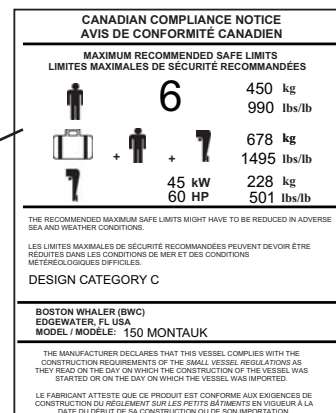 CANADIAN COMPLIANCE NOTICE
AVIS DE CONFORMITÉ CANADIEN
MAXIMUM RECOMMENDED SAFE LIMITS
LIMITES MAXIMALES DE SÉCURITÉ RECOMMANDÉES
6 450 kg
990 lbs/lb
+ + 678 kg
1495 lbs/lb
45 kW 228 kg
60 HP 501 lbs/lb
THE RECOMMENDED MAXIMUM SAFE LIMITS MIGHT HAVE TO BE REDUCED IN ADVERSE
SEA AND WEATHER CONDITIONS.
LES LIMITES MAXIMALES DE SÉCURITÉ RECOMMANDÉES PEUVENT DEVOIR ÊTRE
RÉDUITES DANS LES CONDITIONS DE MER ET DES CONDITIONS
MÉTÉREOLOGIQUES DIFFICILES.
DESIGN CATEGORY C
BOSTON WHALER (BWC)
EDGEWATER, FL USA
MODEL / MODÈLE: 150 MONTAUK
THE MANUFACTURER DECLARES THAT THIS VESSEL COMPLIES WITH THE
CONSTRUCTION REQUIREMENTS OF THE SMALL VESSEL REGULATIONS AS
THEY READ ON THE DAY ON WHICH THE CONSTRUCTION OF THE VESSEL WAS
STARTED OR ON THE DAY ON WHICH THE VESSEL WAS IMPORTED.
LE FABRICANT ATTESTE QUE CE PRODUIT EST CONFORME AUX EXIGENCES DE
CONSTRUCTION DU RÈGLEMENT SUR LES PETITS BÂTIMENTS EN VIGUEUR À LA
DATE DU DÉBUT DE SA CONSTRUCTION OU DE SON IMPORTATION